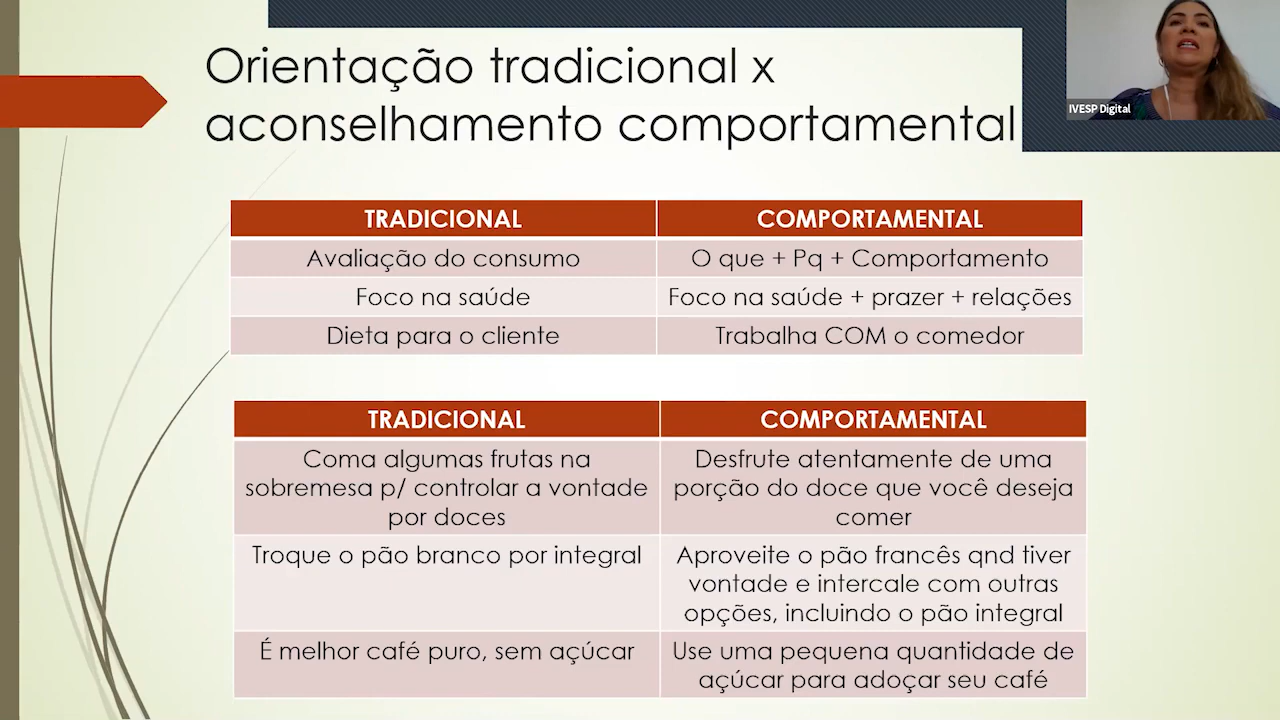 Orientação tradicional x
aconselhamento comportamental
IVESP Digital
TRADICIONAL
COMPORTAMENTAL
Avaliação do consumo
O que + Pq + Comportamento
Foco na saúde
Foco na saúde + prazer + relações
Dieta para o cliente
Trabalha COM o comedor
TRADICIONAL
COMPORTAMENTAL
Coma algumas frutas na
sobremesa p/ controlar a vontade
por doces
Desfrute atentamente de uma
porção do doce que você deseja
comer
Troque o pão branco por integral
Aproveite o pão francês qnd tiver
vontade e intercale com outras
opções, incluindo o pão integral
É melhor café puro, sem açúcar
Use uma pequena quantidade de
açúcar para adoçar seu café